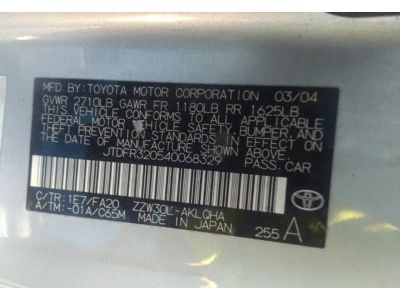 MFD. BY: TOYOTA MOTOR CORPORATION 03/04
GVWR 2710LB GAWR FR 1180LB RR 1625LB
THIS VEHICLE CONFORMS TO ALL APPLICABLE
FEDERAL MOTOR VEHICLE SAFETY, BUMPER, AND
THEFT PREVENTION STANDARDS IN EFFECT ON
THE DATE OF MANUFACTURE SHOWN ABOVE.
JTDFR320540068329 PASS.CAR
C/TR: 1E7/FA20 ZZW30L-AKLQHA
A/TM: -01A/C65M MADE IN JAPAN
255 A
TOYOTA